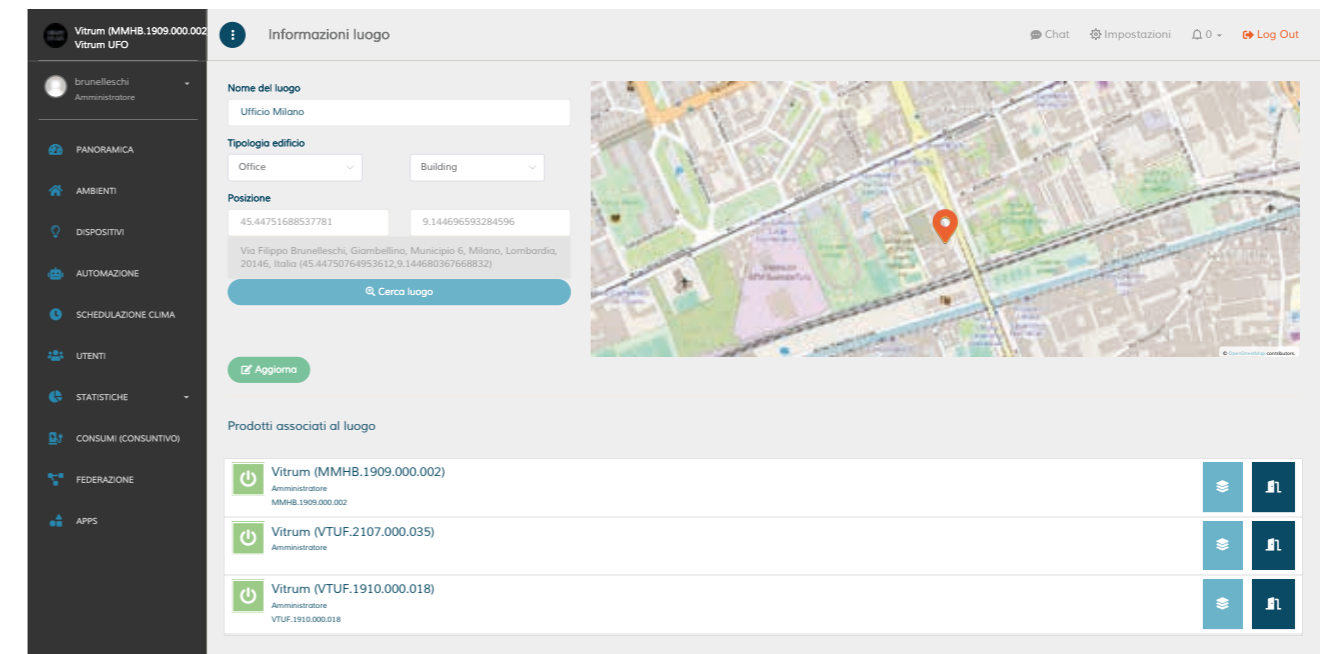 Vitrum (MMHB.1909.000.002
Vitrum UFO
Informazioni luogo
Chat
Impostazioni
0
Log Out
brunelleschi
Amministratore
PANORAMICA
AMBIENTI
DISPOSITIVI
AUTOMAZIONE
SCHEDULAZIONE CLIMA
UTENTI
STATISTICHE
CONSUMI (CONSUNTIVO)
FEDERAZIONE
APPS
Nome del luogo
Ufficio Milano
Tipologia edificio
Office
Building
Posizione
45.44751688537781
9.144696593284596
Via Filippo Brunelleschi, Giambellino, Municipio 6, Milano, Lombardia,
20146, Italia (45.44750764953612,9.144680367668832)
Cerca luogo
© OpenStreetMap contributors.
Aggiorna
Prodotti associati al luogo
Vitrum (MMHB.1909.000.002)
Amministratore
MMHB.1909.000.002
Vitrum (VTUF.2107.000.035)
Amministratore
Vitrum (VTUF.1910.000.018)
Amministratore
VTUF.1910.000.018